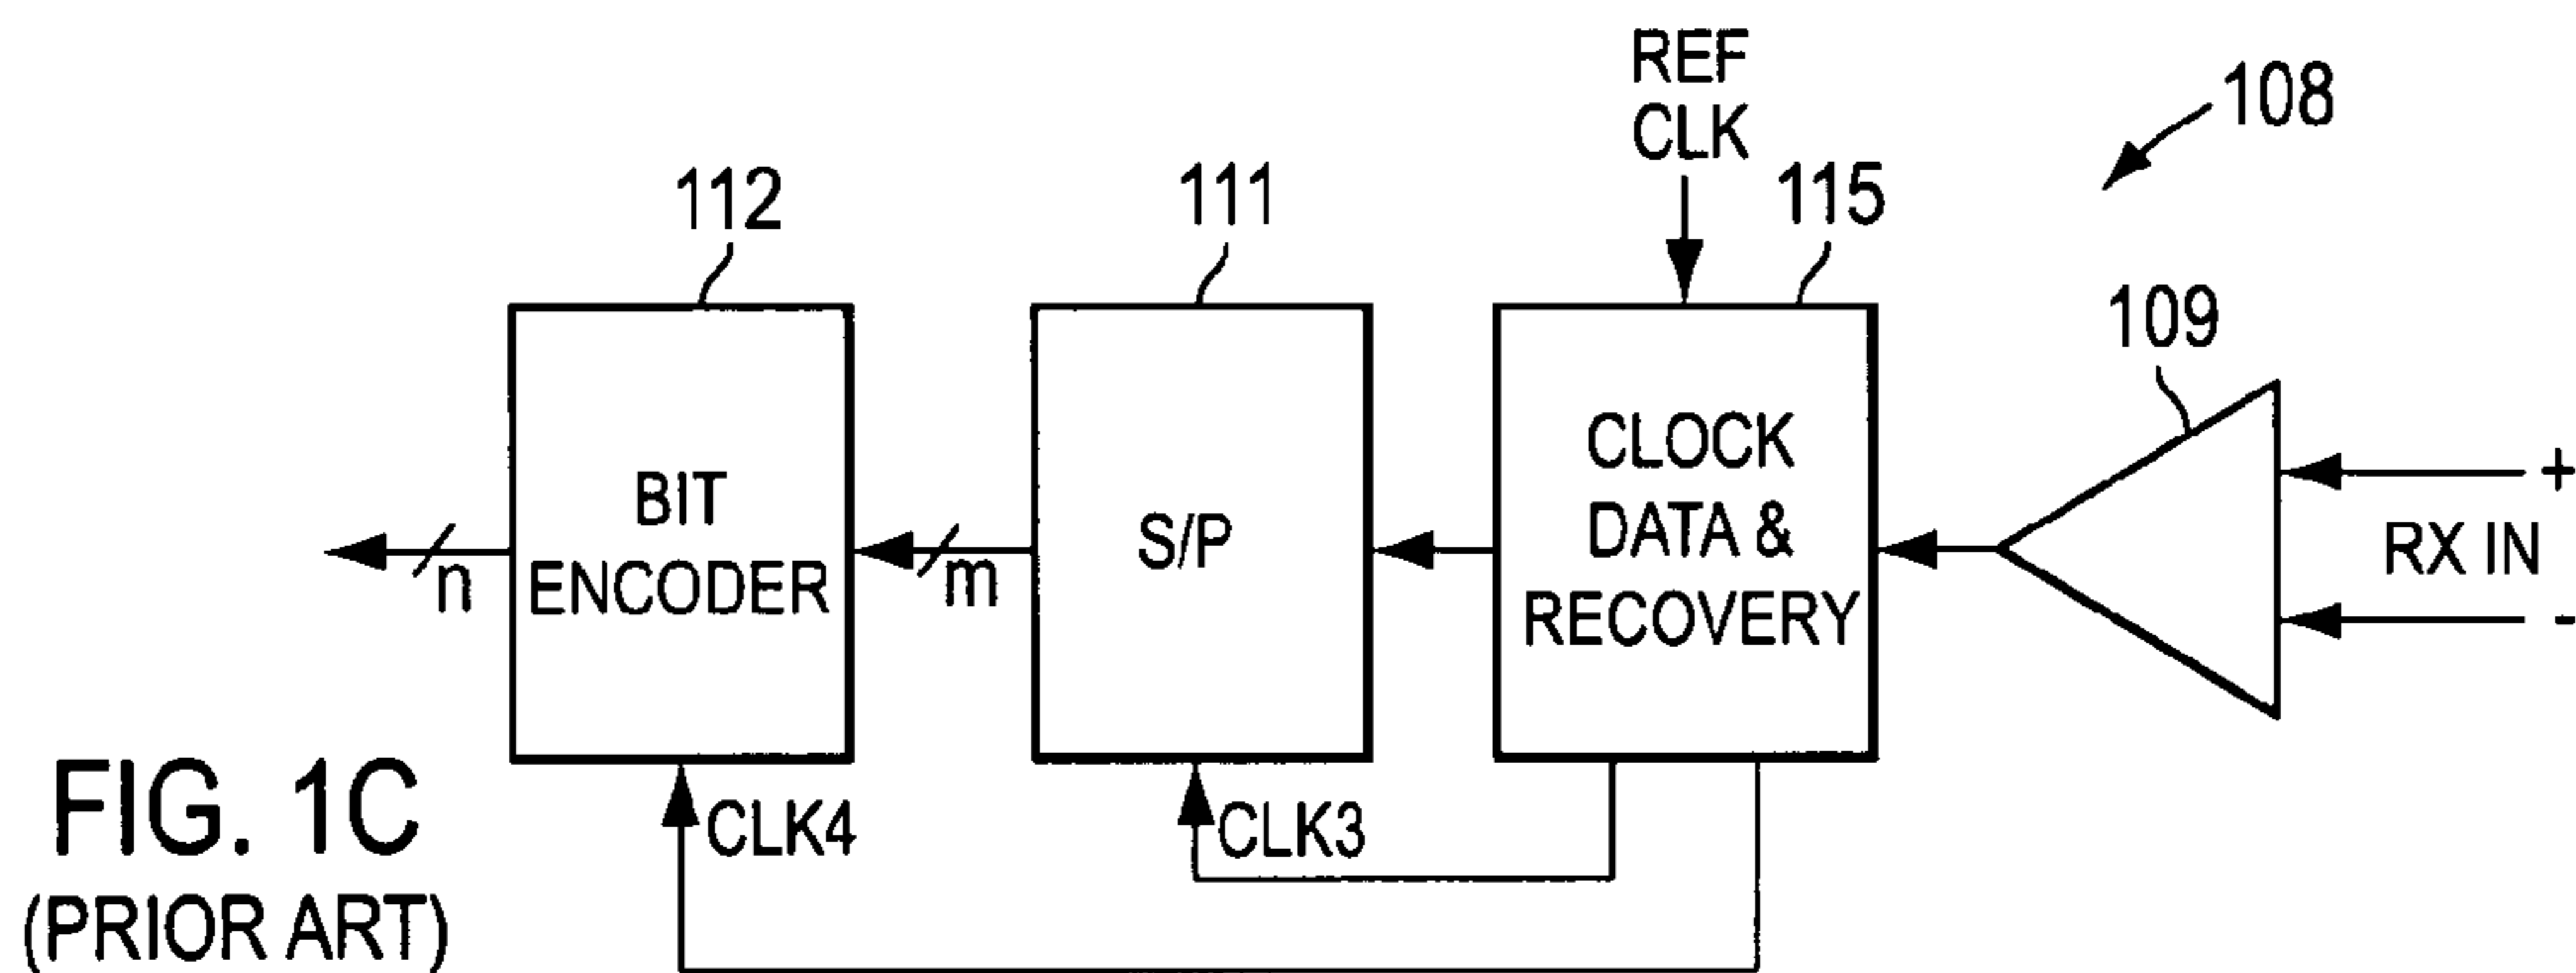 REF
CLK
108
112
111
115
109
BIT
ENCODER
S/P
CLOCK
DATA &
RECOVERY
+
RX IN
-
n
m
CLK4
CLK3
FIG. 1C
(PRIOR ART)